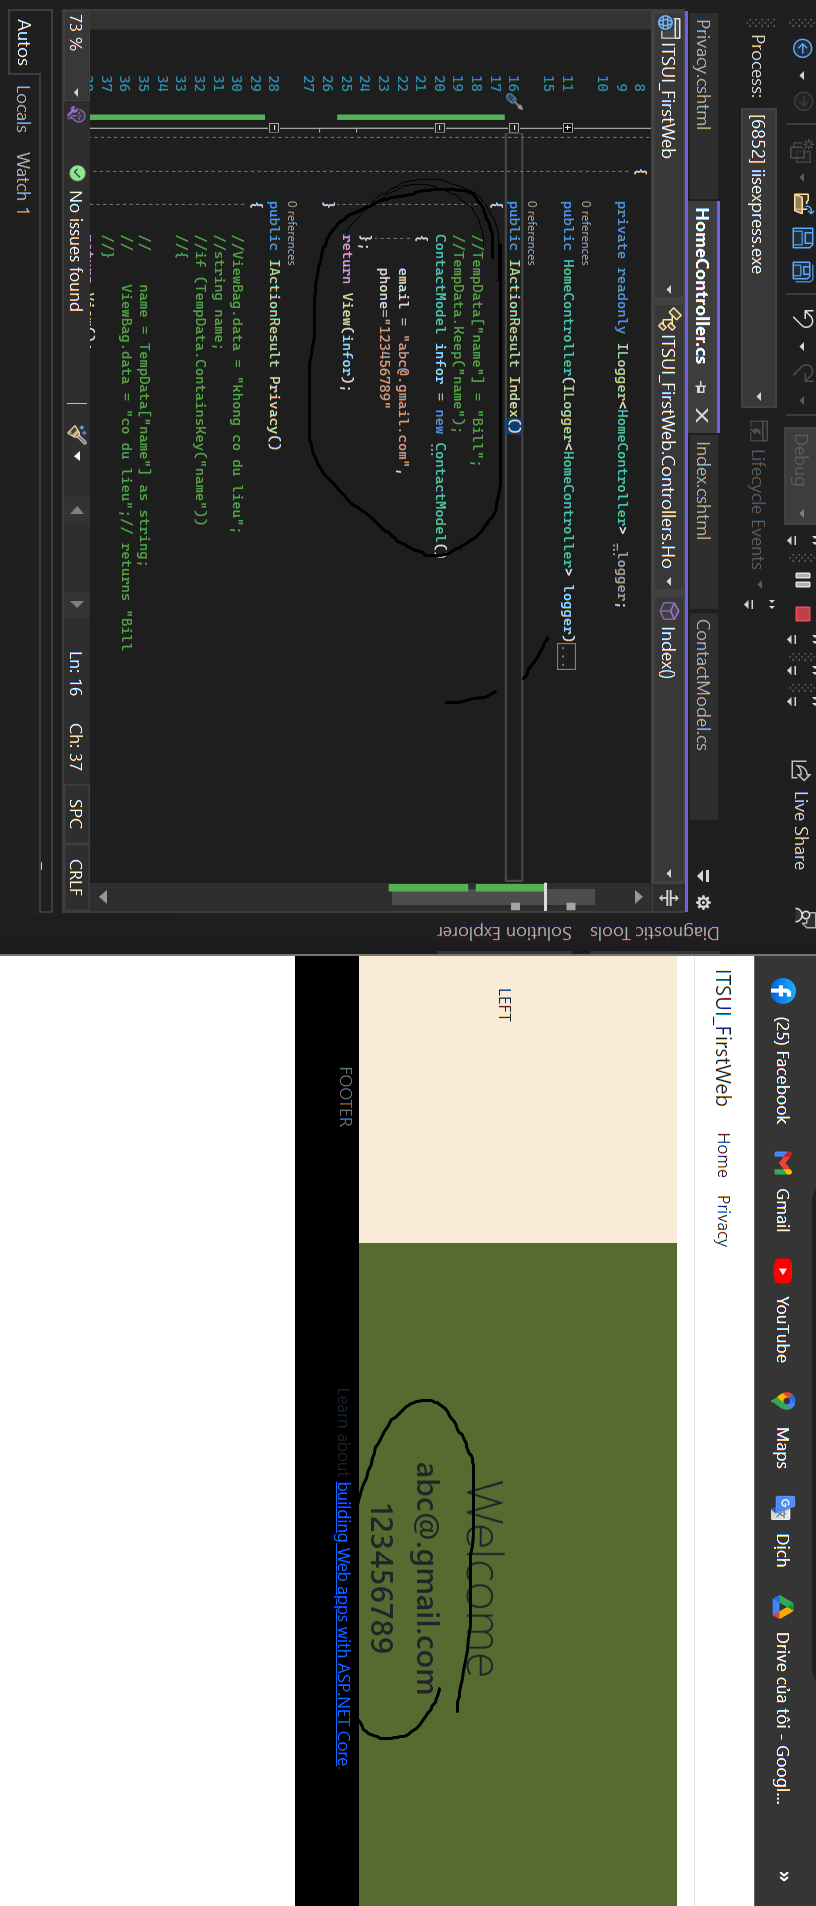 Process:
[6852] iisexpress.exe
Lifecycle Events
Debug
Live Share
Privacy.cshtml
HomeController.cs
Index.cshtml
ContactModel.cs
ITSUI_FirstWeb
ITSUI_FirstWeb.Controllers.Ho
Index()
8
{
9
private readonly ILogger<HomeController> _logger;
10
0 references
11
public HomeController(ILogger<HomeController> logger)...
15
0 references
16
public IActionResult Index()
17
{
18
//TempData["name"] = "Bill";
19
//TempData.Keep("name");
20
ContactModel infor = new ContactModel()
21
{
22
email = "abc@.gmail.com",
23
phone="123456789"
24
};
25
return View(infor);
26
}
27
0 references
28
public IActionResult Privacy()
29
{
30
//ViewBag.data = "khong co du lieu";
31
//string name;
32
//if (TempData.ContainsKey("name"))
33
//{
34
35
//    name = TempData["name"] as string;
36
//    ViewBag.data = "co du lieu";// returns "Bill
37
//}
73 %
No issues found
Ln: 16
Ch: 37
SPC
CRLF
Autos
Locals
Watch 1
Diagnostic Tools
Solution Explorer
(25) Facebook
Gmail
YouTube
Maps
Dịch
Drive của tôi - Googl...
»
ITSUI_FirstWeb
Home
Privacy
LEFT
Welcome
abc@.gmail.com
123456789
Learn about building Web apps with ASP.NET Core.
FOOTER